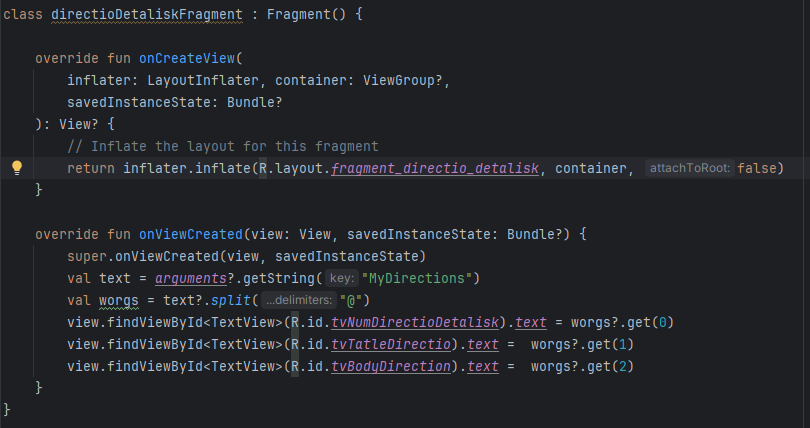 class directioDetaliskFragment : Fragment() {
override fun onCreateView(
inflater: LayoutInflater, container: ViewGroup?,
savedInstanceState: Bundle?
): View? {
// Inflate the layout for this fragment
return inflater.inflate(R.layout.fragment_directio_detalisk, container, attachToRoot: false)
}
override fun onViewCreated(view: View, savedInstanceState: Bundle?) {
super.onViewCreated(view, savedInstanceState)
val text = arguments?.getString( key: "MyDirections")
val worgs = text?.split( ...delimiters: "@")
view.findViewById<TextView>(R.id.tvNumDirectioDetalisk).text = worgs?.get(0)
view.findViewById<TextView>(R.id.tvTatleDirectio).text =  worgs?.get(1)
view.findViewById<TextView>(R.id.tvBodyDirection).text =  worgs?.get(2)
}
}